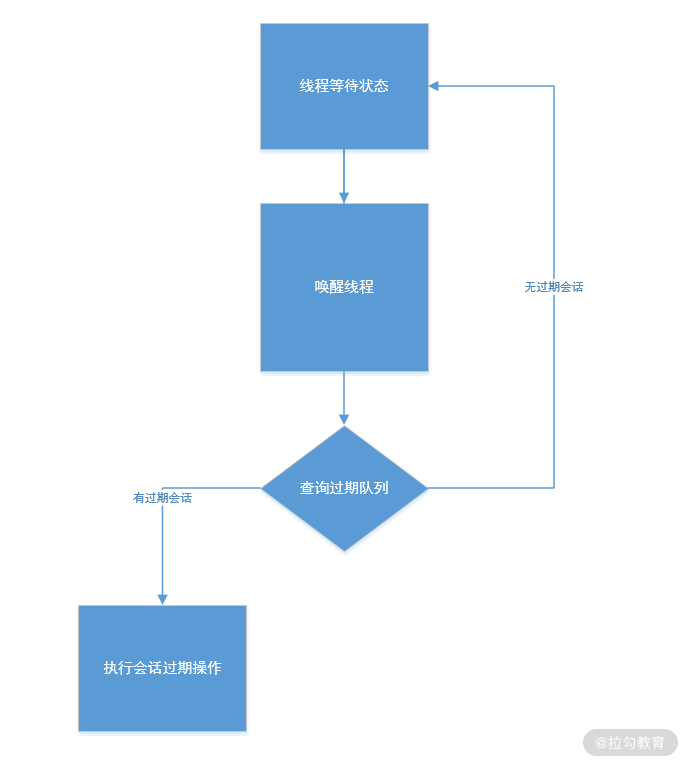 线程等待状态
唤醒线程
无过期会话
查询过期队列
有过期会话
执行会话过期操作
@拉勾教育